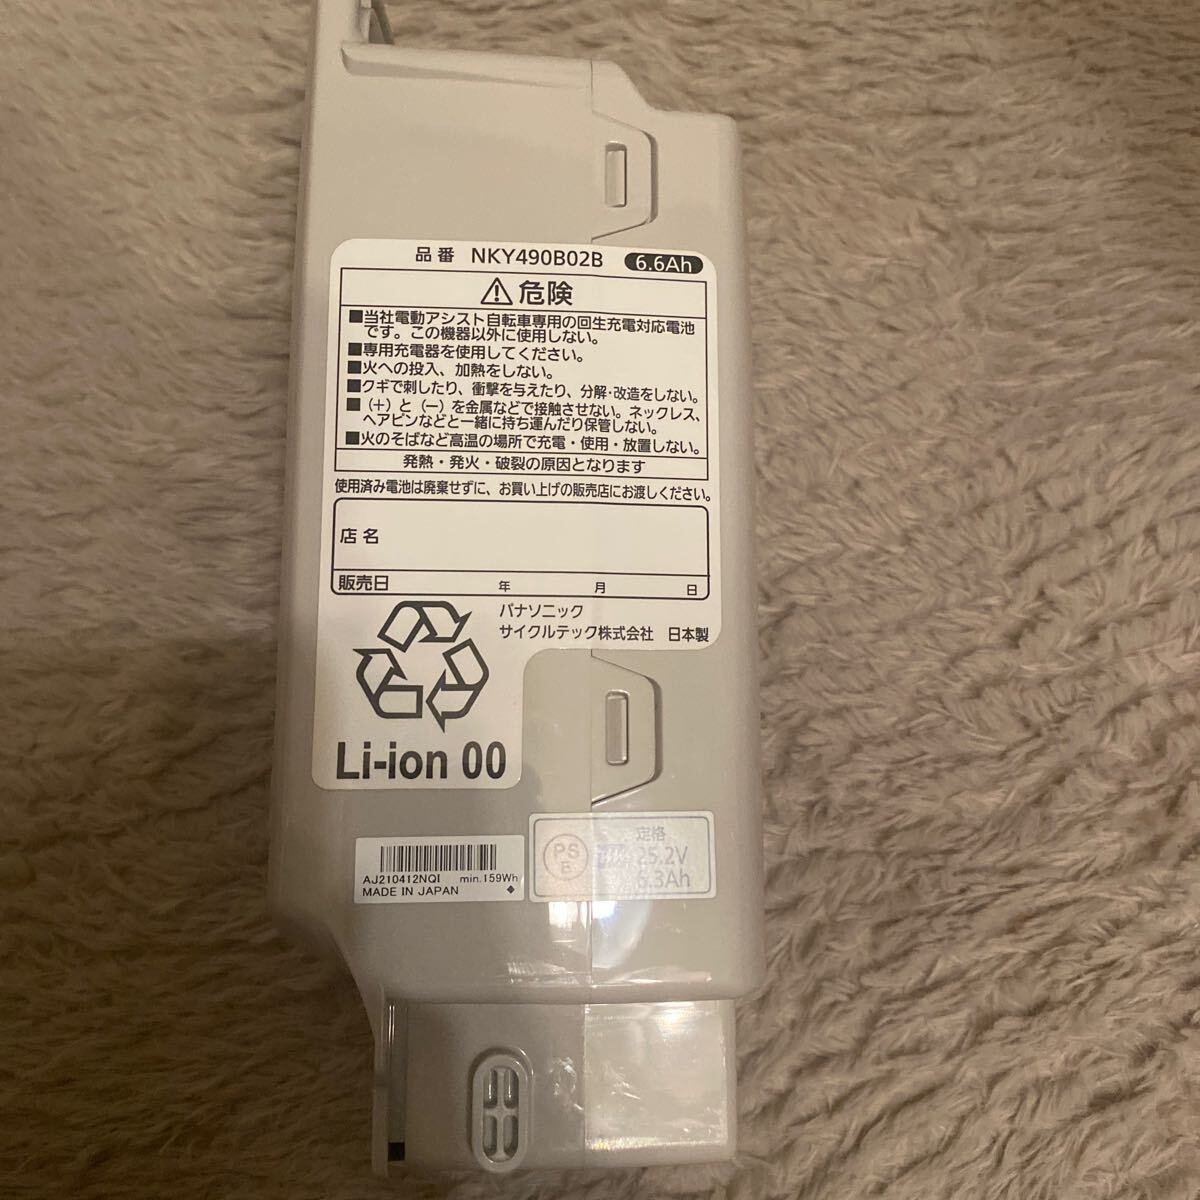 品番 NKY490B02B 6.6Ah
危険
■当社電動アシスト自転車専用の回生充電対応電池
です。この機器以外に使用しない。
■専用充電器を使用してください。
■火への投入、加熱をしない。
■クギで刺したり、衝撃を与えたり、分解・改造をしない。
■(+)と(−)を金属などで接触させない。ネックレス、
ヘアピンなどと一緒に持ち運んだり保管しない。
■火のそばなど高温の場所で充電・使用・放置しない。
発熱・発火・破裂の原因となります
使用済み電池は廃棄せずに、お買い上げの販売店にお渡しください。
店名
販売日 年 月 日
パナソニック
サイクルテック株式会社 日本製
Li-ion 00
AJ210412NQI min.159Wh
MADE IN JAPAN
PS
E
定格
25.2V
6.3Ah